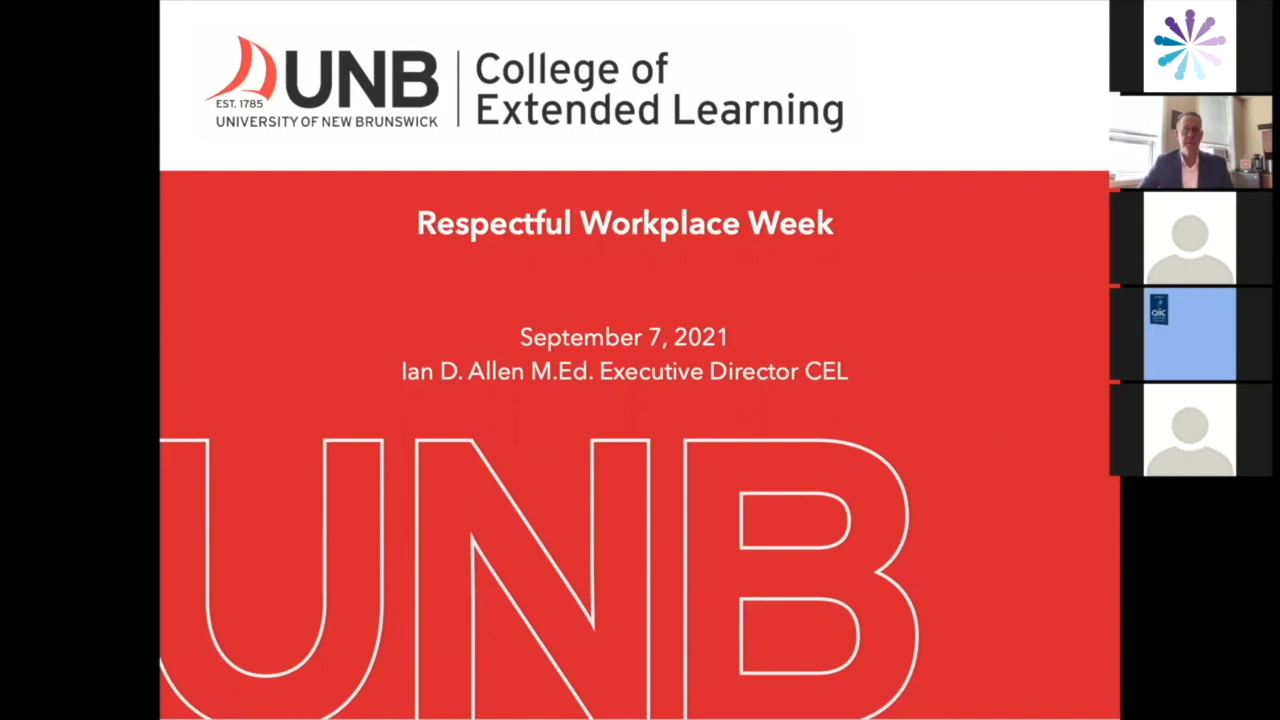 UNB
EST. 1785
UNIVERSITY OF NEW BRUNSWICK
College of
Extended Learning
Respectful Workplace Week
September 7, 2021
Ian D. Allen M.Ed. Executive Director CEL
UNB
aiic